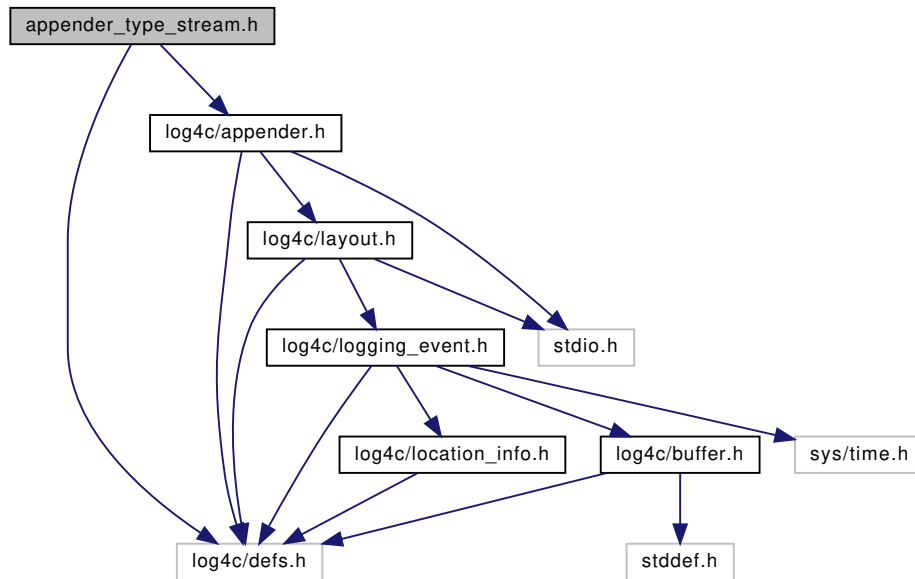 appender_type_stream.h
log4c/appender.h
log4c/layout.h
log4c/logging_event.h
stdio.h
log4c/location_info.h
log4c/buffer.h
sys/time.h
log4c/defs.h
stddef.h